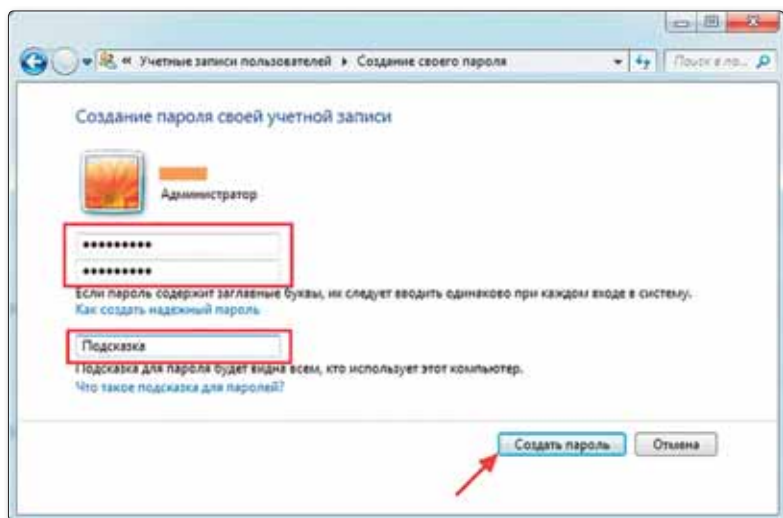 « Учетные записи пользователей ▸ Создание своего пароля
Поиск в па...
Создание пароля своей учетной записи
Администратор
•••••••••
•••••••••
Если пароль содержит заглавные буквы, их следует вводить одинаково при каждом входе в систему.
Как создать надежный пароль
Подсказка
Подсказка для пароля будет видна всем, кто использует этот компьютер.
Что такое подсказка для паролей?
Создать пароль
Отмена